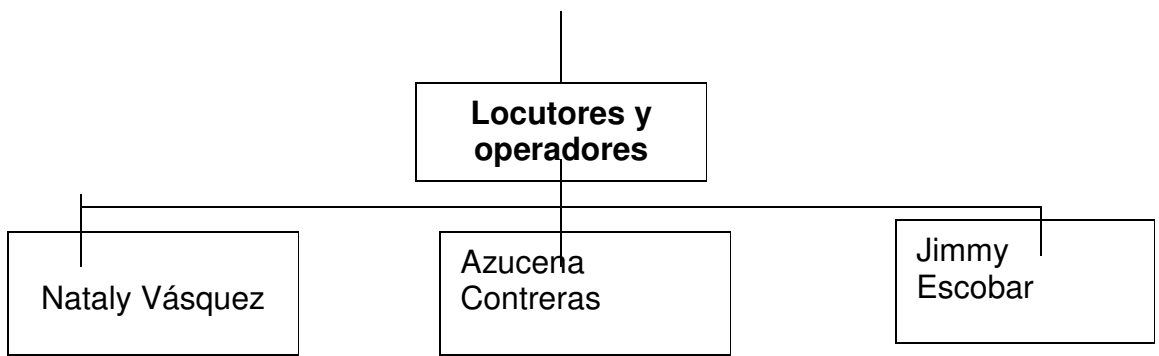 Locutores y
operadores
Nataly Vásquez
Azucena
Contreras
Jimmy
Escobar